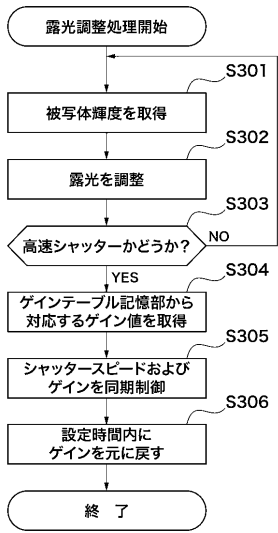 露光調整処理開始
S301
被写体輝度を取得
S302
露光を調整
S303
高速シャッターかどうか？
NO
YES
S304
ゲインテーブル記憶部から
対応するゲイン値を取得
S305
シャッタースピードおよび
ゲインを同期制御
S306
設定時間内に
ゲインを元に戻す
終　了